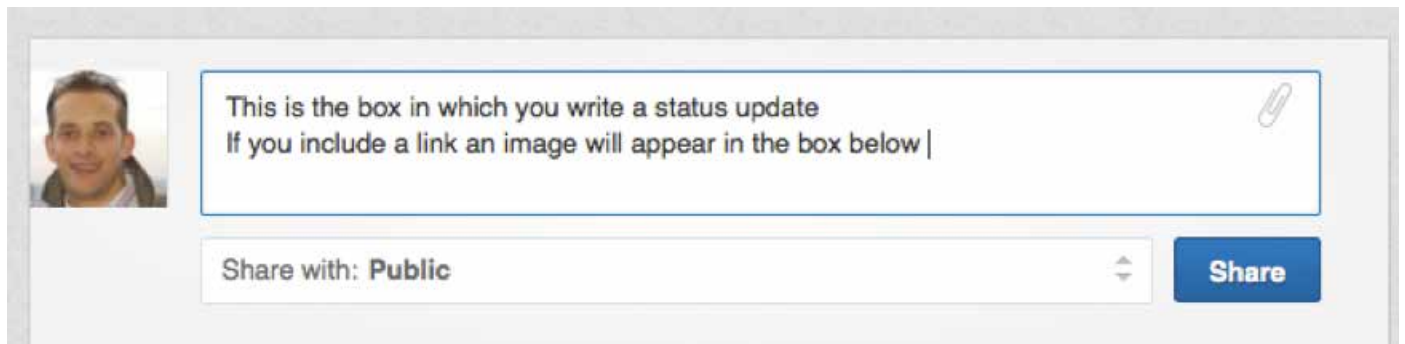 This is the box in which you write a status update
If you include a link an image will appear in the box below
Share with: Public
Share